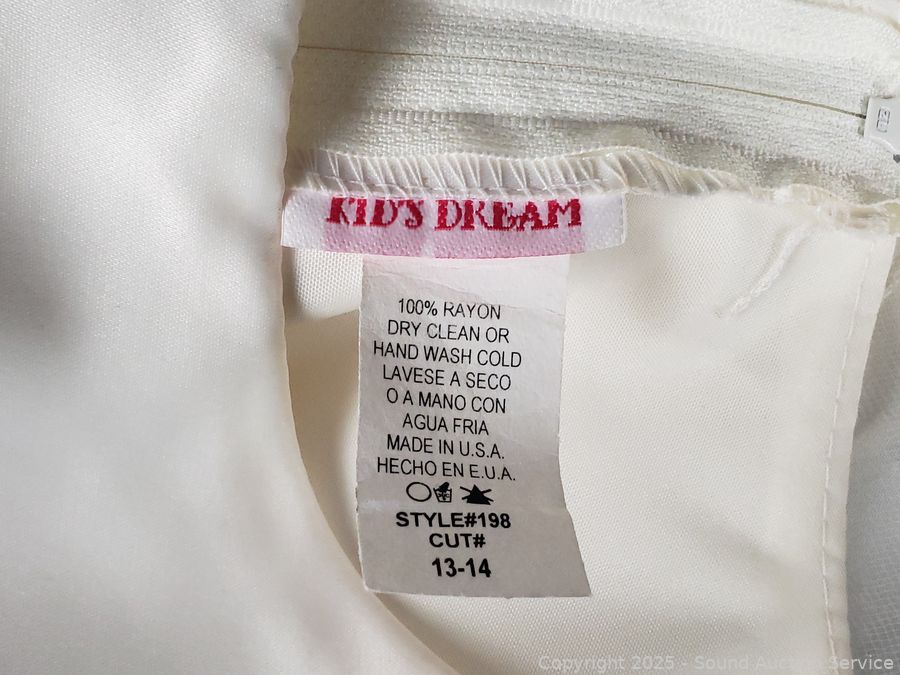 KID'S DREAM
100% RAYON
DRY CLEAN OR
HAND WASH COLD
LAVESE A SECO
O A MANO CON
AGUA FRIA
MADE IN U.S.A.
HECHO EN E.U.A.
STYLE#198
CUT#
13-14
Copyright 2025 - Sound Auction Service